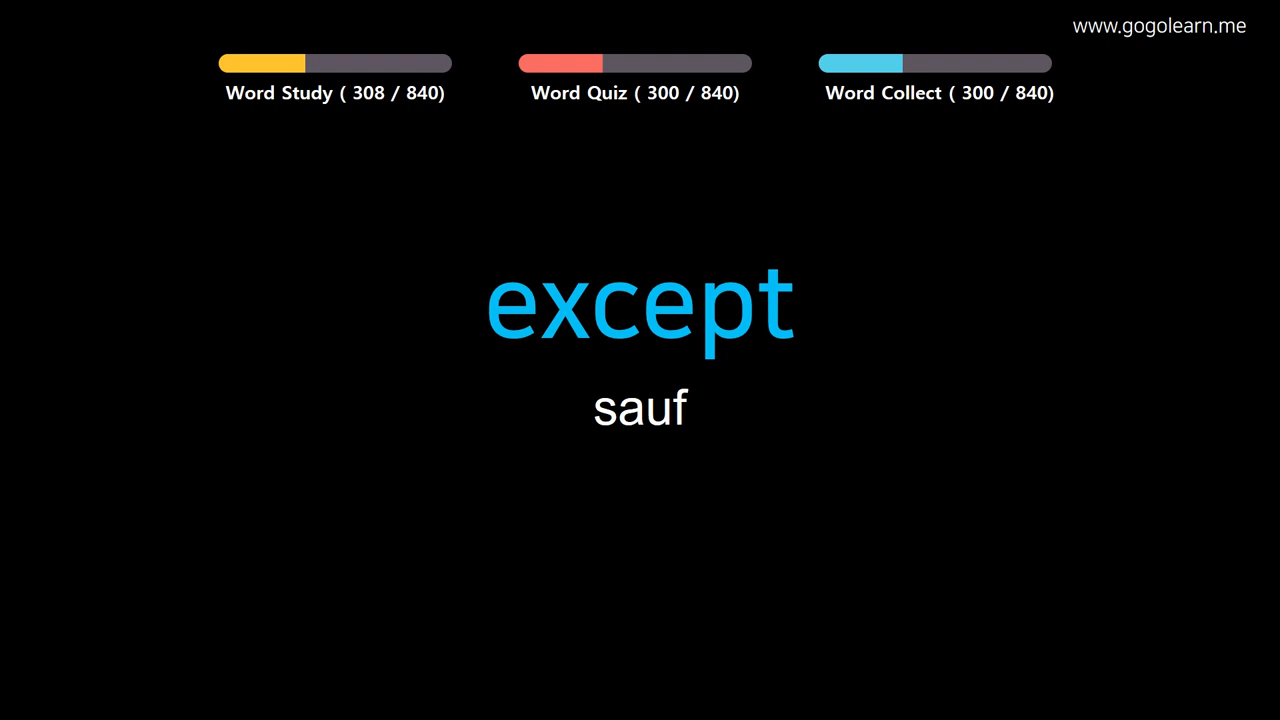 www.gogolearn.me
Word Study ( 308 / 840)
Word Quiz ( 300 / 840)
Word Collect ( 300 / 840)
except
sauf